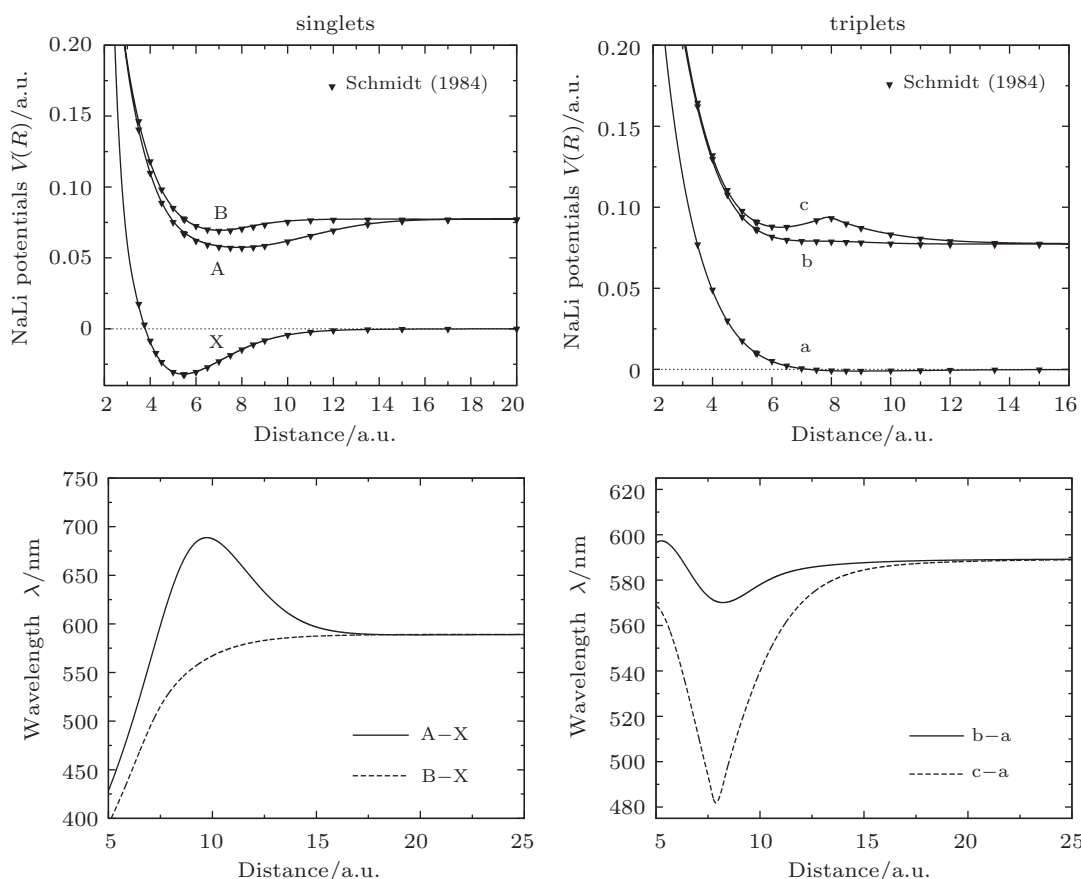 singlets
0.20
0.15
0.10
0.05
0
NaLi potentials V(R)/a.u.
Schmidt (1984)
B
A
X
2 4 6 8 10 12 14 16 18 20
Distance/a.u.
triplets
0.20
0.15
0.10
0.05
0
NaLi potentials V(R)/a.u.
Schmidt (1984)
c
b
a
2 4 6 8 10 12 14 16
Distance/a.u.
750
700
650
600
550
500
450
400
Wavelength λ/nm
A−X
B−X
5 10 15 20 25
Distance/a.u.
620
600
580
560
540
520
500
480
Wavelength λ/nm
b−a
c−a
5 10 15 20 25
Distance/a.u.